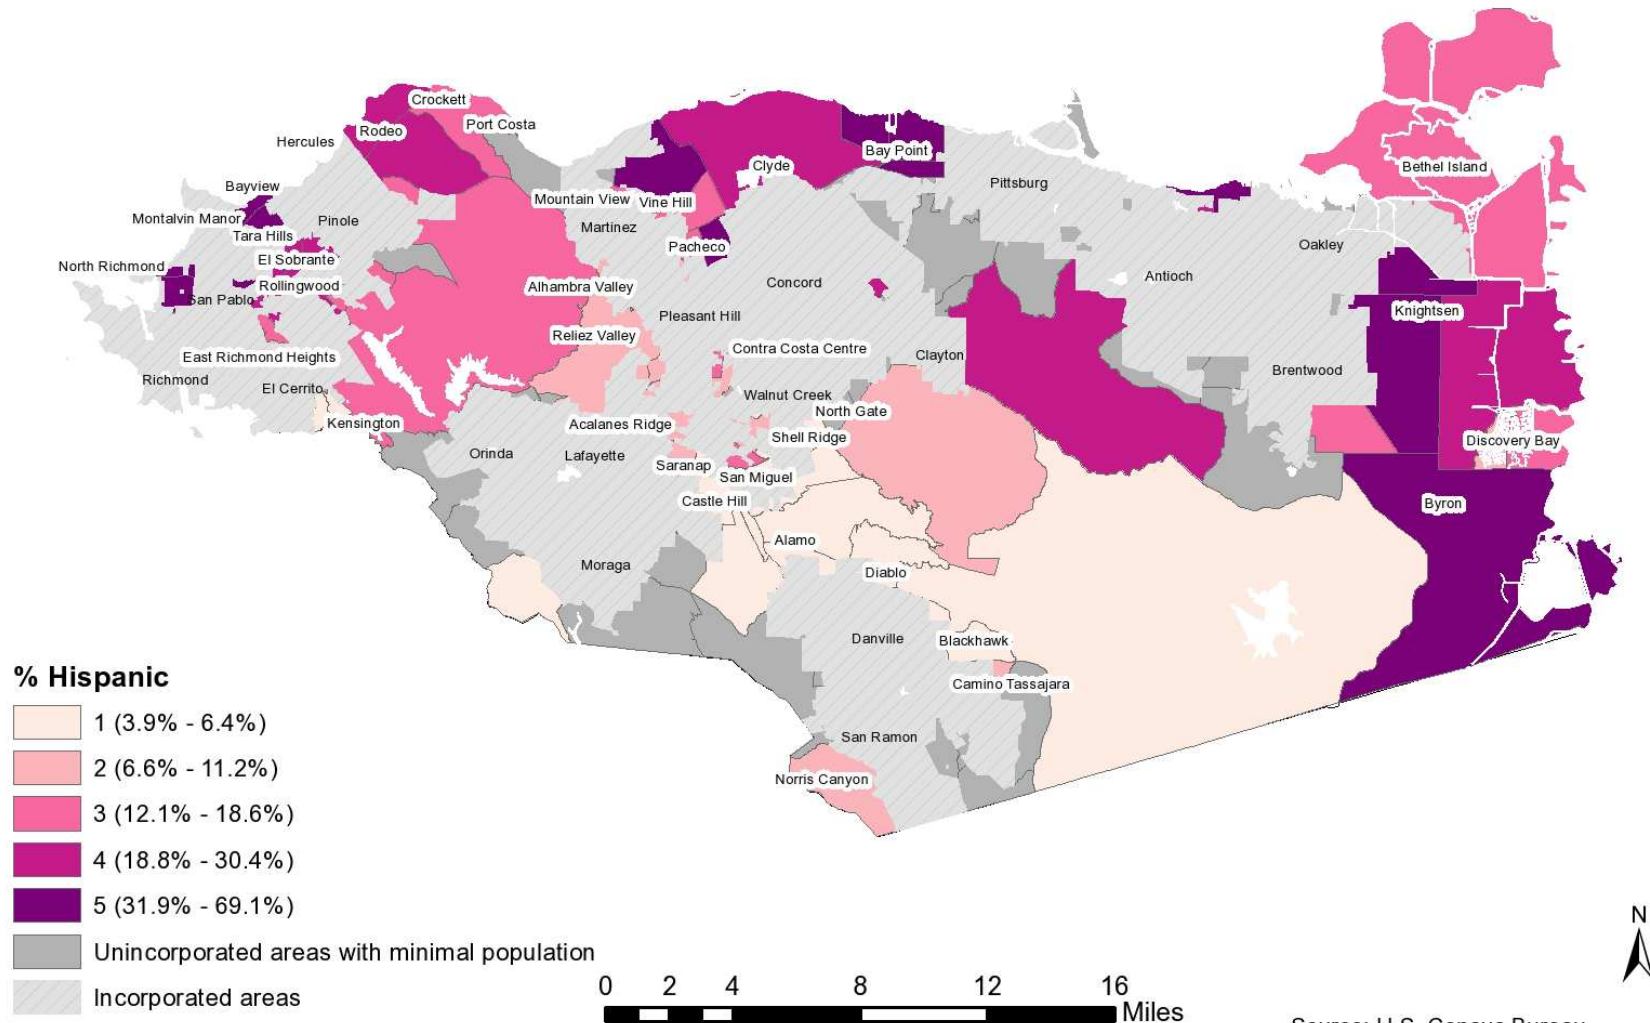 Crockett
Port Costa
Rodeo
Hercules
Bay Point
Clyde
Bethel Island
Pittsburg
Bayview
Mountain View
Vine Hill
Montalvin Manor
Pinole
Martinez
Tara Hills
Pacheco
Oakley
El Sobrante
North Richmond
Antioch
Concord
Rollingwood
Alhambra Valley
San Pablo
Knightsen
Pleasant Hill
Reliez Valley
Contra Costa Centre
East Richmond Heights
Clayton
Brentwood
Richmond
El Cerrito
Walnut Creek
North Gate
Kensington
Acalanes Ridge
Shell Ridge
Discovery Bay
Orinda
Lafayette
Saranap
San Miguel
Castle Hill
Byron
Alamo
Moraga
Diablo
Danville
Blackhawk
Camino Tassajara
San Ramon
Norris Canyon
% Hispanic
1 (3.9% - 6.4%)
2 (6.6% - 11.2%)
3 (12.1% - 18.6%)
4 (18.8% - 30.4%)
5 (31.9% - 69.1%)
Unincorporated areas with minimal population
Incorporated areas
0 2 4 8 12 16
Miles
N
Source: U.S. Census Bureau